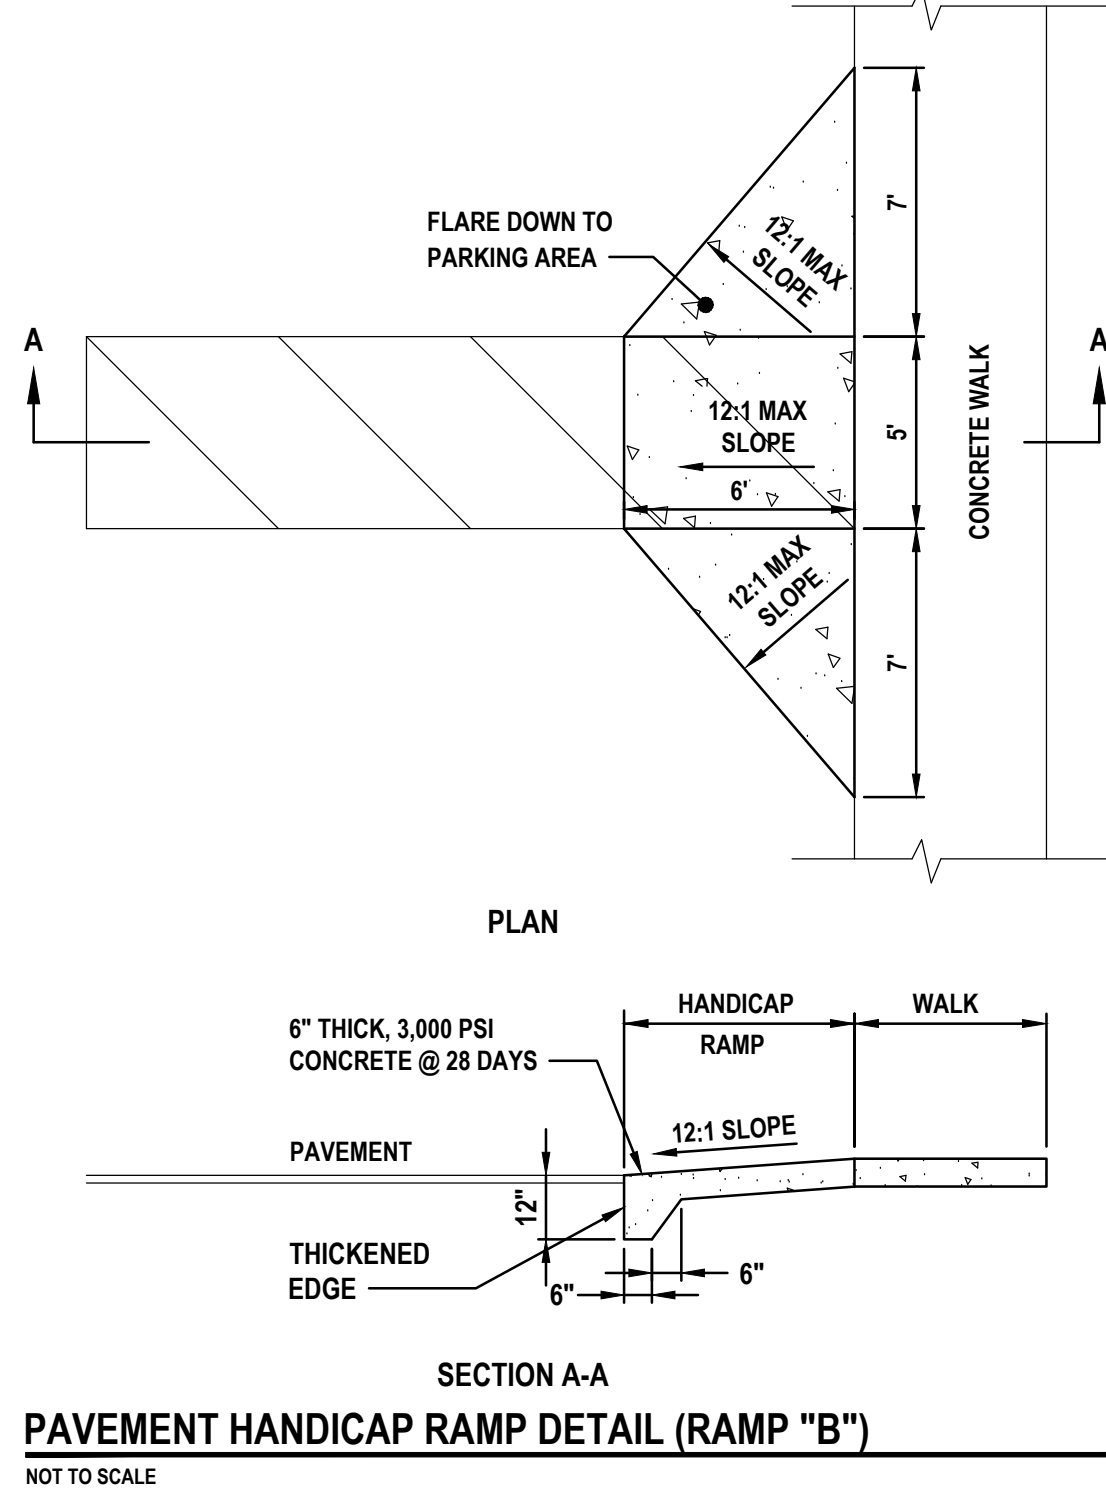 FLARE DOWN TO
PARKING AREA
12:1 MAX
SLOPE
7'
A
A
12:1 MAX
SLOPE
6'
5'
CONCRETE WALK
12:1 MAX
SLOPE
7'
PLAN
HANDICAP
RAMP
WALK
6" THICK, 3,000 PSI
CONCRETE @ 28 DAYS
12:1 SLOPE
PAVEMENT
12"
THICKENED
EDGE
6"
6"
SECTION A-A
PAVEMENT HANDICAP RAMP DETAIL (RAMP "B")
NOT TO SCALE